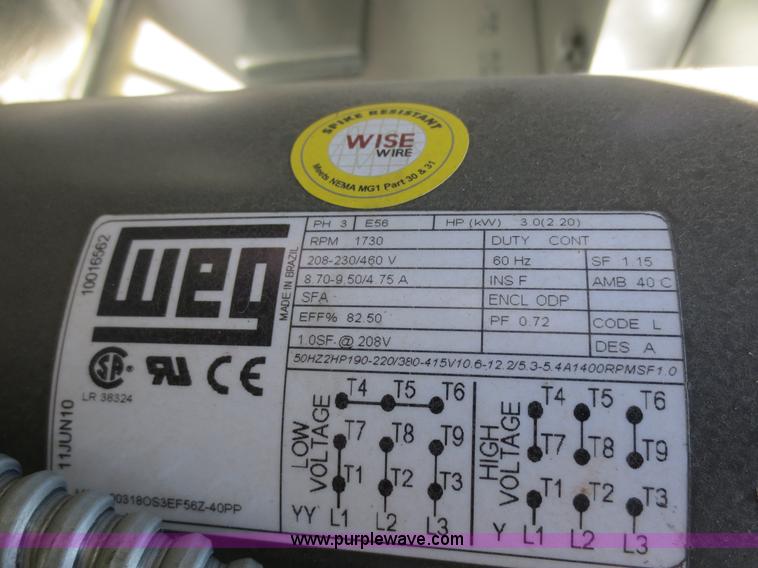 SPIKE RESISTANT
WISE
WIRE
Meets NEMA MG1 Part 30 & 31
10016562
WEG
MADE IN BRAZIL
PH 3 E56 HP (kW) 3.0(2.20)
RPM 1730 DUTY CONT
208-230/460 V 60 Hz SF 1.15
8.70-9.50/4.75 A INS F AMB 40 C
SFA ENCL ODP
EFF% 82.50 PF 0.72 CODE L
1.0SF @ 208V DES A
50HZ2HP190-220/380-415V10.6-12.2/5.3-5.4A1400RPMSF1.0
SA UR CE
LR 38324
11JUN10
00318OS3EF56Z-40PP
LOW VOLTAGE
T4 T5 T6
T7 T8 T9
T1 T2 T3
YY L1 L2 L3
HIGH VOLTAGE
T4 T5 T6
T7 T8 T9
T1 T2 T3
Y L1 L2 L3
www.purplewave.com